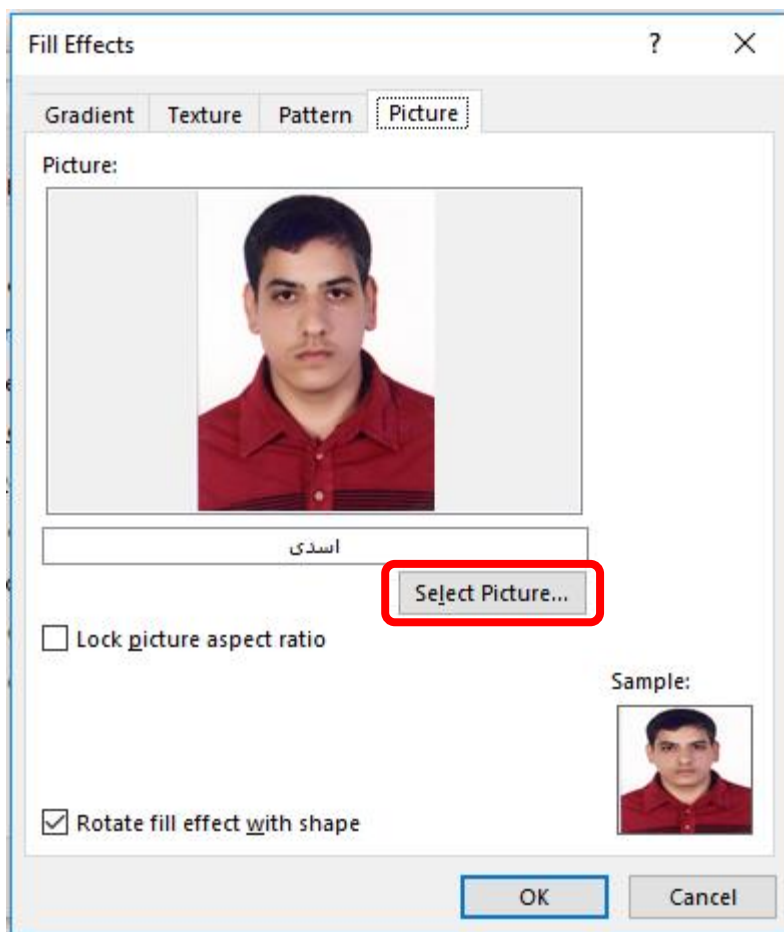 Fill Effects ?
Gradient Texture Pattern Picture
Picture:
اسدی
Select Picture...
Lock picture aspect ratio
Sample:
Rotate fill effect with shape
OK Cancel